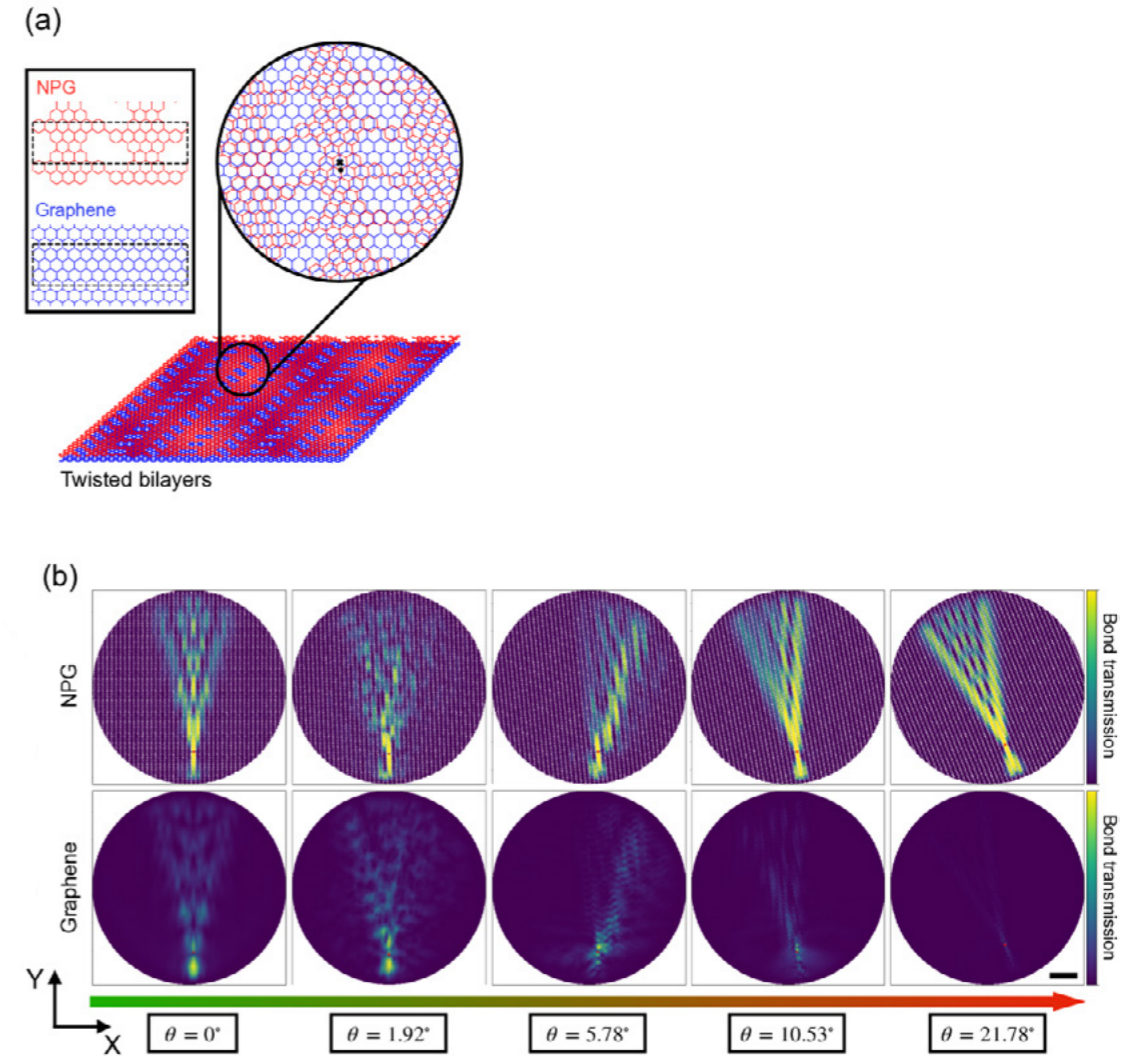 (a)
NPG
Graphene
Twisted bilayers
(b)
NPG
Bond transmission
Graphene
Bond transmission
Y
X
θ = 0°
θ = 1.92°
θ = 5.78°
θ = 10.53°
θ = 21.78°